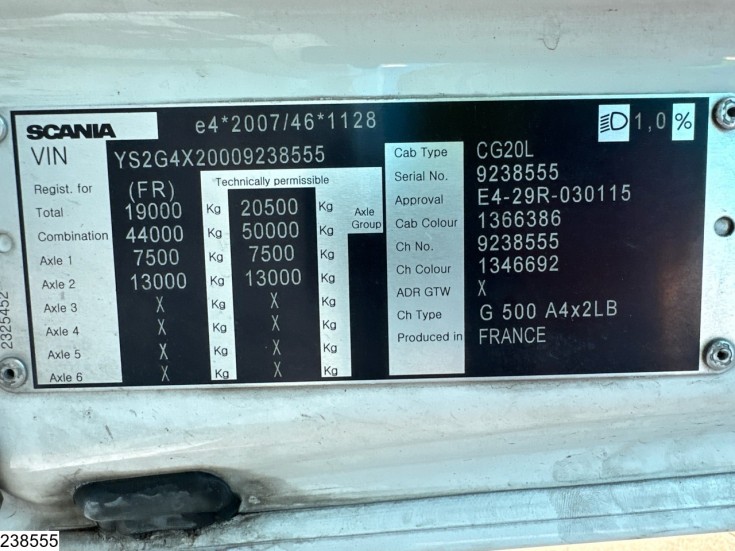 SCANIA e4*2007/46*1128 1,0 %
VIN YS2G4X20009238555
Regist. for (FR) Technically permissible
Total 19000 Kg 20500 Kg Axle Group
Combination 44000 Kg 50000 Kg
Axle 1 7500 Kg 7500 Kg
Axle 2 13000 Kg 13000 Kg
Axle 3 X Kg X Kg
Axle 4 X Kg X Kg
Axle 5 X Kg X Kg
Axle 6 X Kg X Kg
Cab Type CG20L
Serial No. 9238555
Approval E4-29R-030115
Cab Colour 1366386
Ch No. 9238555
Ch Colour 1346692
ADR GTW X
Ch Type G 500 A4x2LB
Produced in FRANCE
2325452
238555